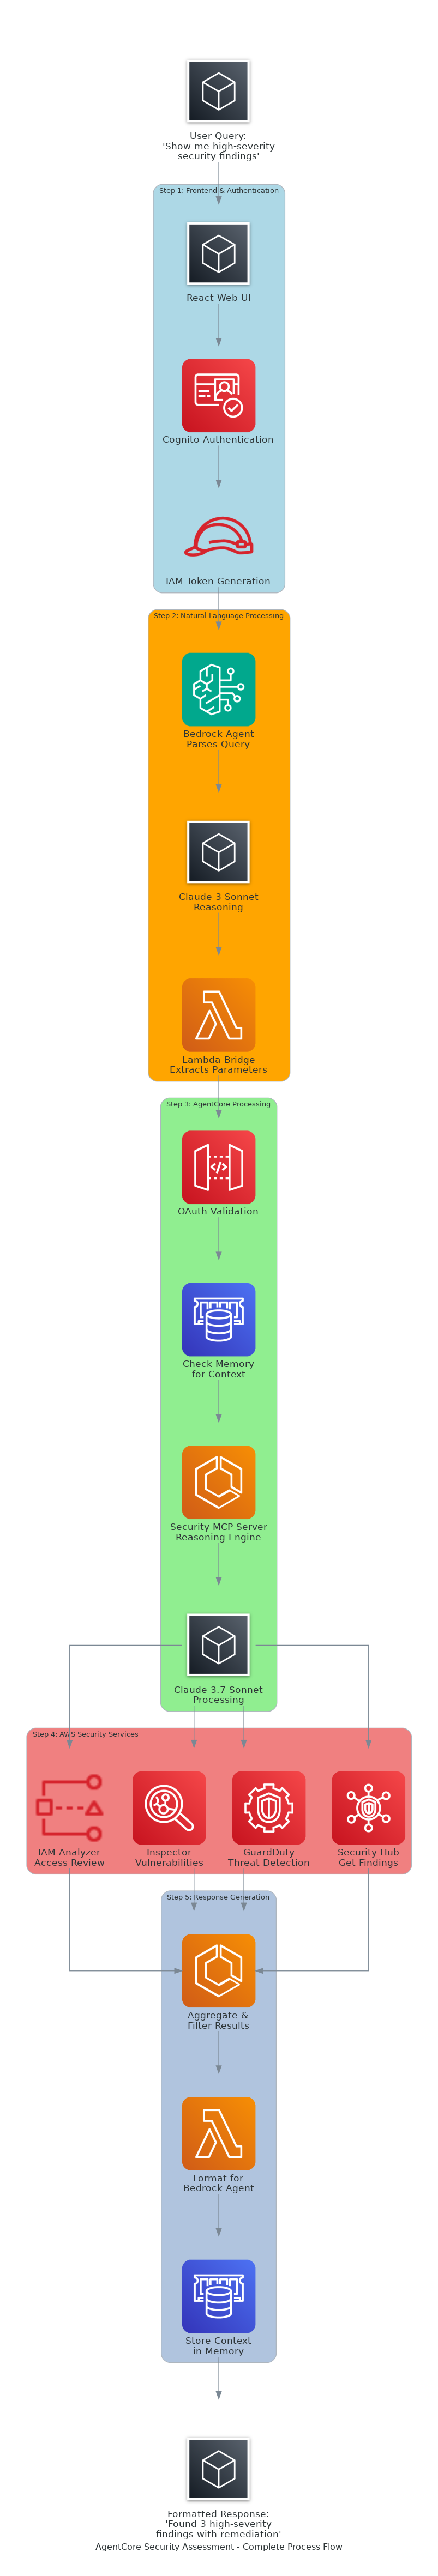 User Query:
'Show me high-severity
security findings'
Step 1: Frontend & Authentication
React Web UI
Cognito Authentication
IAM Token Generation
Step 2: Natural Language Processing
Bedrock Agent
Parses Query
Claude 3 Sonnet
Reasoning
Lambda Bridge
Extracts Parameters
Step 3: AgentCore Processing
OAuth Validation
Check Memory
for Context
Security MCP Server
Reasoning Engine
Claude 3.7 Sonnet
Processing
Step 4: AWS Security Services
IAM Analyzer
Access Review
Inspector
Vulnerabilities
GuardDuty
Threat Detection
Security Hub
Get Findings
Step 5: Response Generation
Aggregate &
Filter Results
Format for
Bedrock Agent
Store Context
in Memory
Formatted Response:
'Found 3 high-severity
findings with remediation'
AgentCore Security Assessment - Complete Process Flow